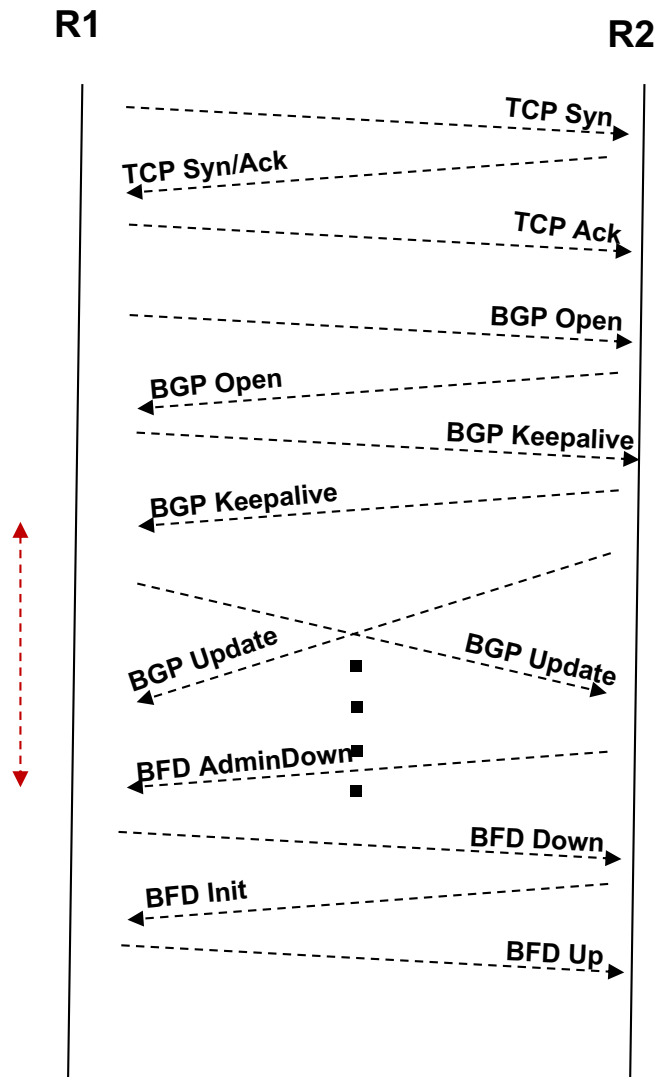 R1
R2
TCP Syn
TCP Syn/Ack
TCP Ack
BGP Open
BGP Open
BGP Keepalive
BGP Keepalive
BGP Update
BGP Update
BFD AdminDown
BFD Down
BFD Init
BFD Up